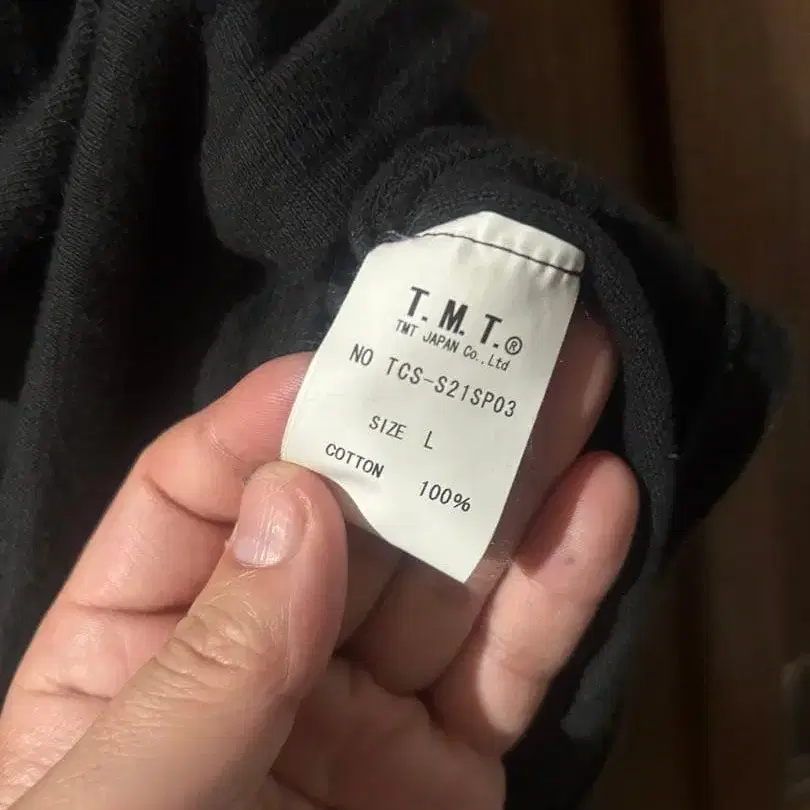 T.M.T.®
TMT JAPAN Co.,Ltd
NO TCS-S21SP03
SIZE L
COTTON 100%